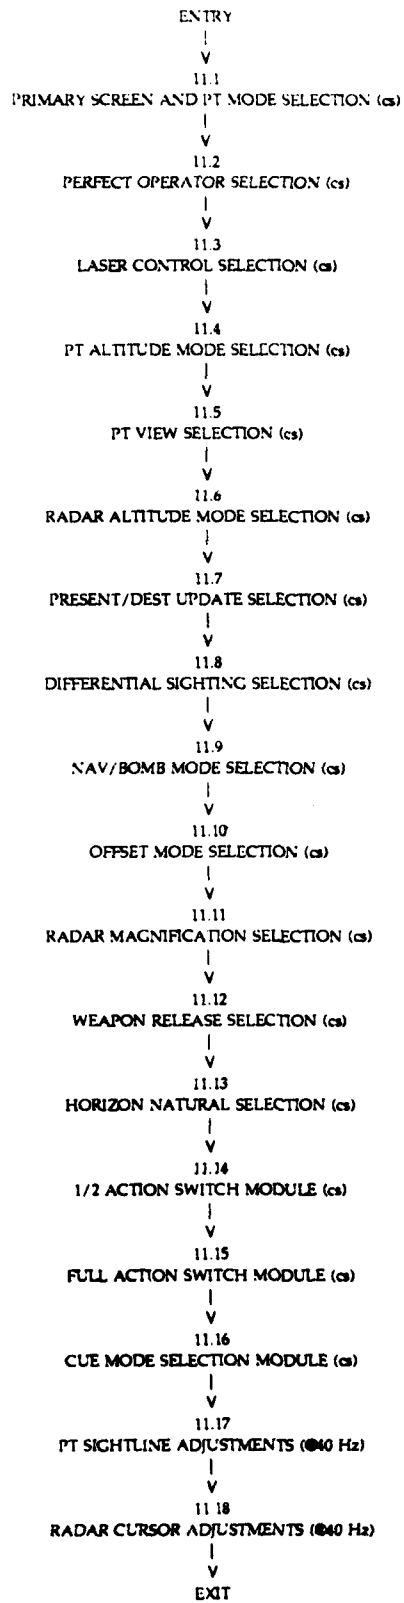 ENTRY
11.1
PRIMARY SCREEN AND PT MODE SELECTION (cs)
11.2
PERFECT OPERATOR SELECTION (cs)
11.3
LASER CONTROL SELECTION (cs)
11.4
PT ALTITUDE MODE SELECTION (cs)
11.5
PT VIEW SELECTION (cs)
11.6
RADAR ALTITUDE MODE SELECTION (cs)
11.7
PRESENT/DEST UPDATE SELECTION (cs)
11.8
DIFFERENTIAL SIGHTING SELECTION (cs)
11.9
NAV/BOMB MODE SELECTION (cs)
11.10
OFFSET MODE SELECTION (cs)
11.11
RADAR MAGNIFICATION SELECTION (cs)
11.12
WEAPON RELEASE SELECTION (cs)
11.13
HORIZON NATURAL SELECTION (cs)
11.14
1/2 ACTION SWITCH MODULE (cs)
11.15
FULL ACTION SWITCH MODULE (cs)
11.16
CUE MODE SELECTION MODULE (cs)
11.17
PT SIGHTLINE ADJUSTMENTS (@40 Hz)
11.18
RADAR CURSOR ADJUSTMENTS (@40 Hz)
EXIT